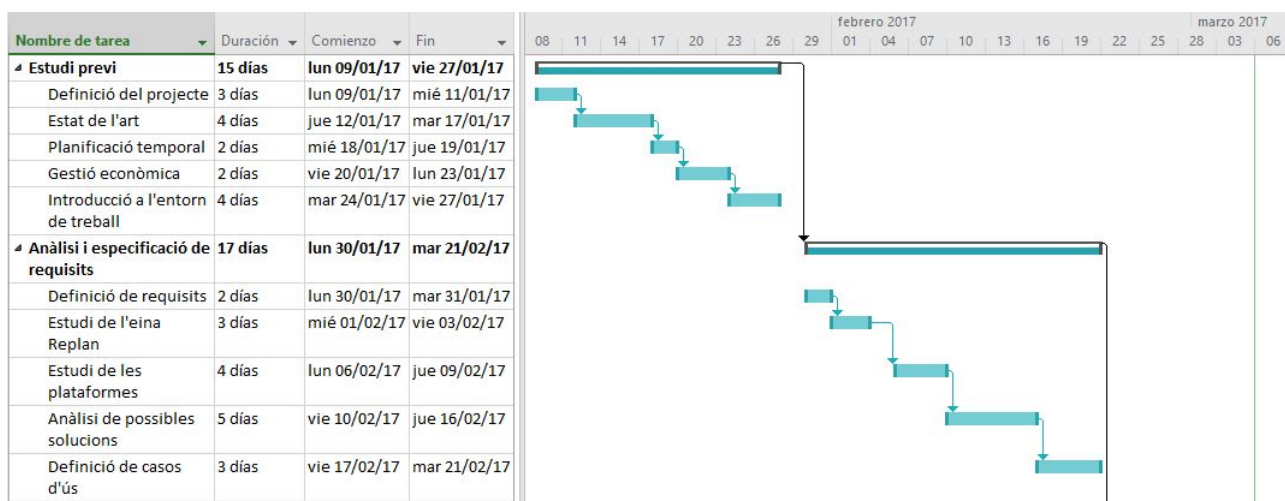 febrero 2017 marzo 2017
Nombre de tarea Duración Comienzo Fin 08 11 14 17 20 23 26 29 01 04 07 10 13 16 19 22 25 28 03 06
Estudi previ 15 días lun 09/01/17 vie 27/01/17
Definició del projecte 3 días lun 09/01/17 mié 11/01/17
Estat de l'art 4 días jue 12/01/17 mar 17/01/17
Planificació temporal 2 días mié 18/01/17 jue 19/01/17
Gestió econòmica 2 días vie 20/01/17 lun 23/01/17
Introducció a l'entorn 4 días mar 24/01/17 vie 27/01/17
de treball
Anàlisi i especificació de 17 días lun 30/01/17 mar 21/02/17
requisits
Definició de requisits 2 días lun 30/01/17 mar 31/01/17
Estudi de l'eina 3 días mié 01/02/17 vie 03/02/17
Replan
Estudi de les 4 días lun 06/02/17 jue 09/02/17
plataformes
Anàlisi de possibles 5 días vie 10/02/17 jue 16/02/17
solucions
Definició de casos 3 días vie 17/02/17 mar 21/02/17
d'ús